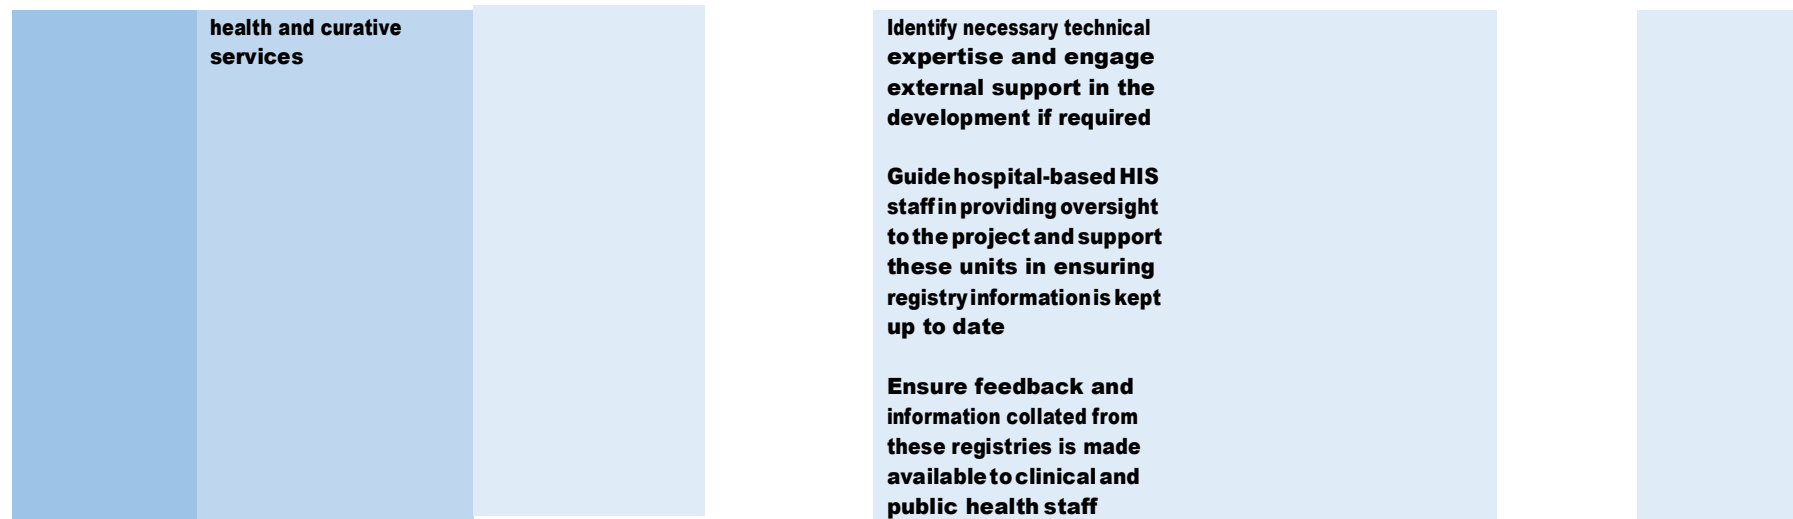 health and curative
services
Identify necessary technical
expertise and engage
external support in the
development if required
Guide hospital-based HIS
staff in providing oversight
to the project and support
these units in ensuring
registry information is kept
up to date
Ensure feedback and
information collated from
these registries is made
available to clinical and
public health staff